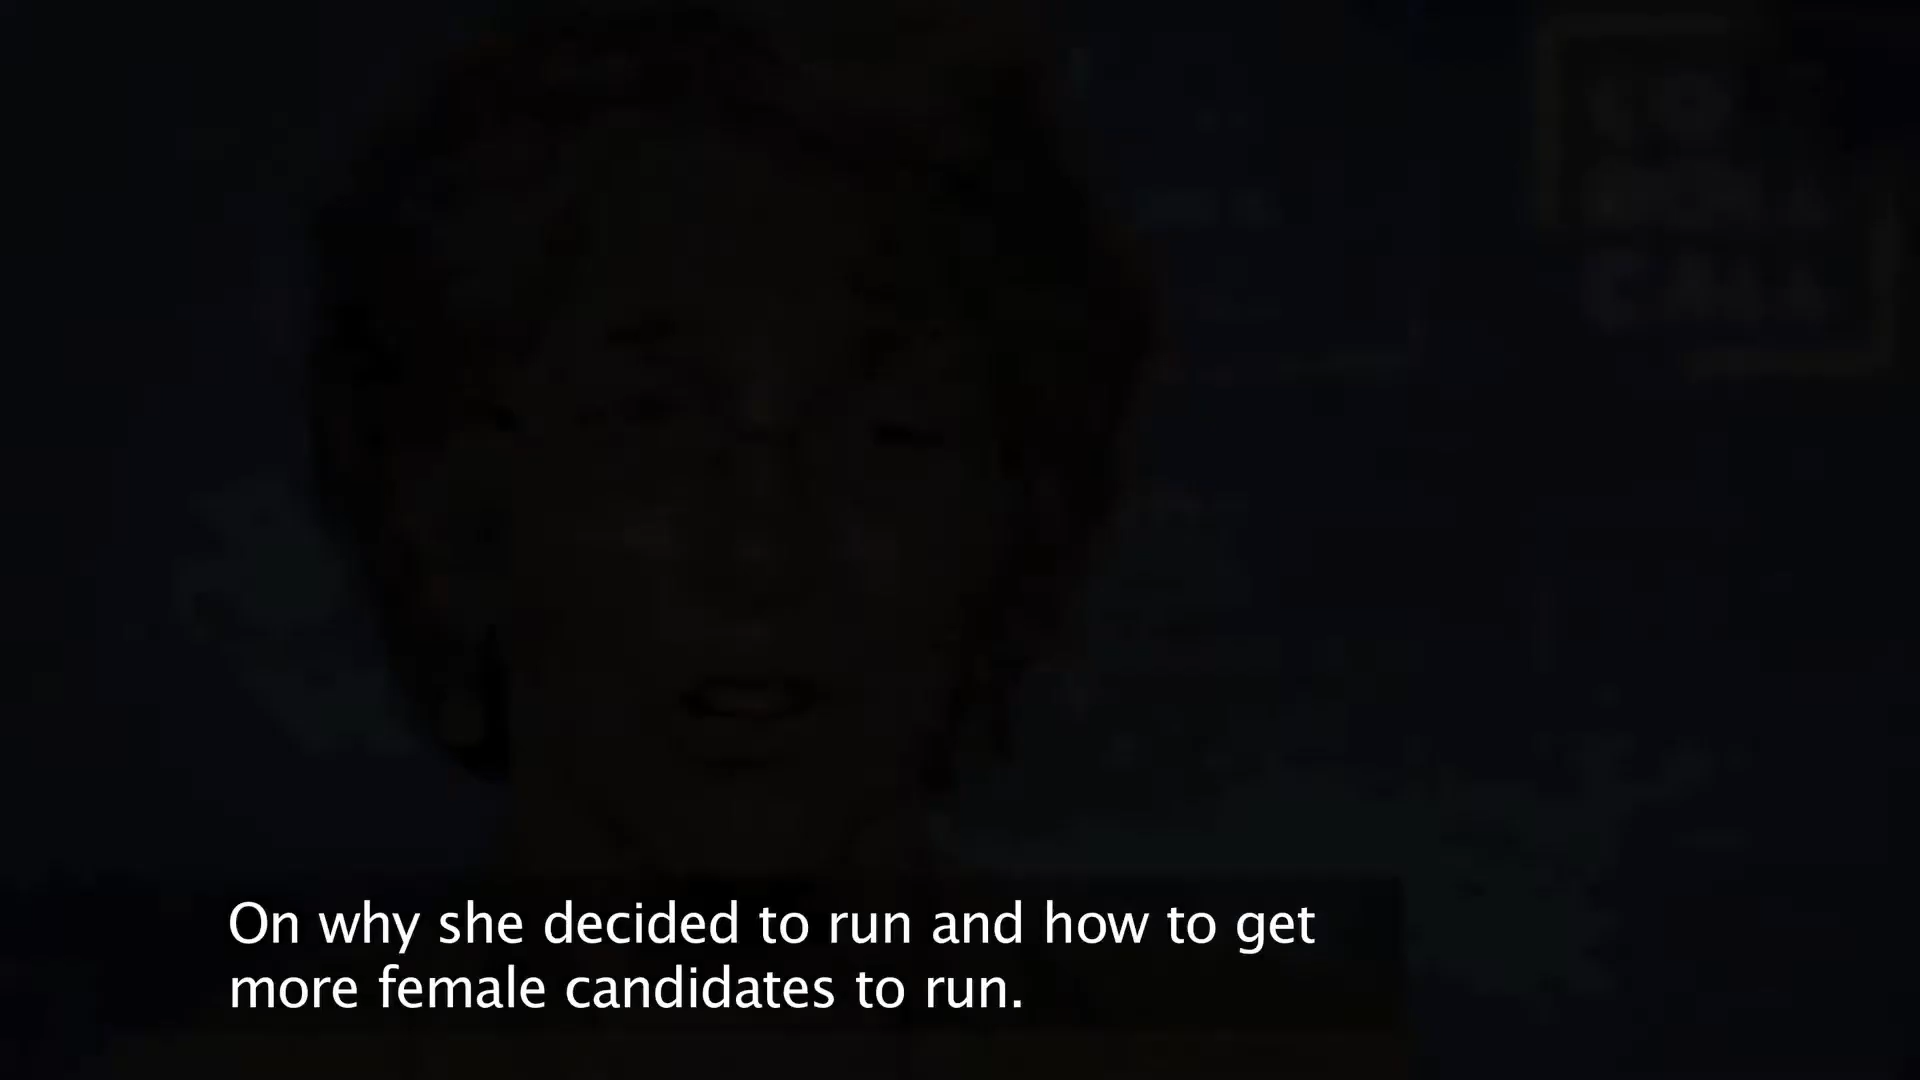 On why she decided to run and how to get
more female candidates to run.